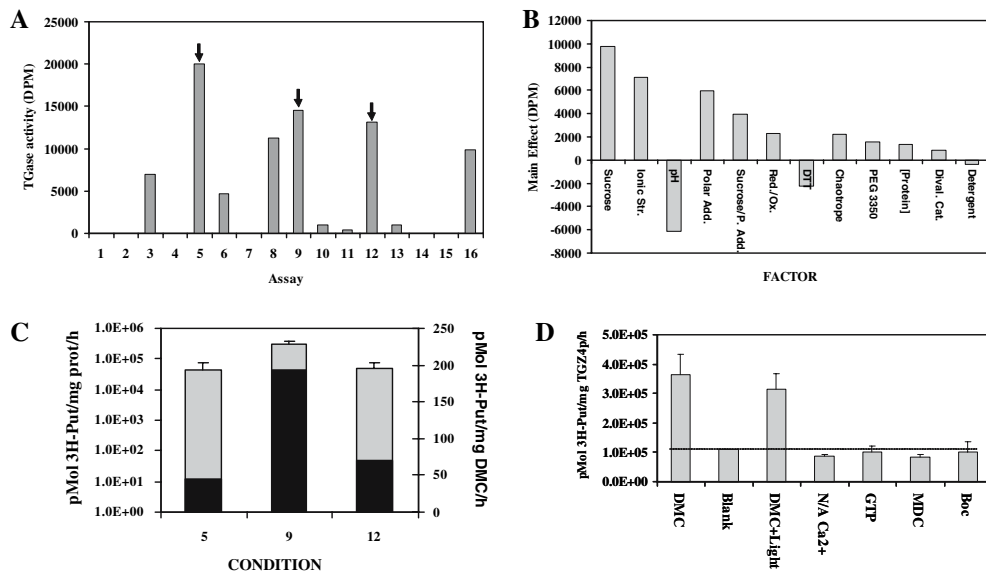 A
TGase activity (DPM)
25000
20000
15000
10000
5000
0
1 2 3 4 5 6 7 8 9 10 11 12 13 14 15 16
Assay
B
Main Effect (DPM)
12000
10000
8000
6000
4000
2000
0
-2000
-4000
-6000
-8000
Sucrose
Ionic Str.
pH
Polar Add.
Sucrose/P. Add.
Red./Ox.
DTT
Chaotrope
PEG 3350
[Protein]
Dival. Cat.
Detergent
FACTOR
C
pMol 3H-Put/mg prot/h
1.0E+06
1.0E+05
1.0E+04
1.0E+03
1.0E+02
1.0E+01
1.0E+00
250
200
150
100
50
0
pMol 3H-Put/mg DMC/h
5 9 12
CONDITION
D
pMol 3H-Put/mg TGZ4p/h
5.0E+05
4.0E+05
3.0E+05
2.0E+05
1.0E+05
0.0E+00
DMC
Blank
DMC+Light
N/A Ca2+
GTP
MDC
Boc